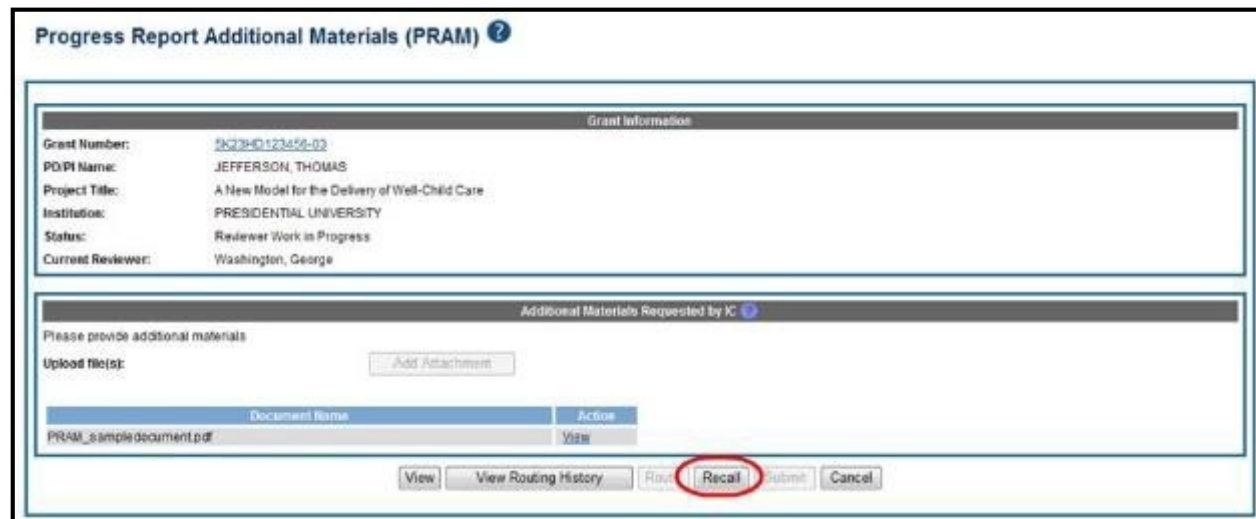 Progress Report Additional Materials (PRAM) ?
Grant Information
Grant Number: 5K23HD123456-03
PD/PI Name: JEFFERSON, THOMAS
Project Title: A New Model for the Delivery of Well-Child Care
Institution: PRESIDENTIAL UNIVERSITY
Status: Reviewer Work in Progress
Current Reviewer: Washington, George
Additional Materials Requested by IC ?
Please provide additional materials
Upload file(s): Add Attachment
Document Name Action
PRAM_sampledocument.pdf View
View View Routing History Route Recall Submit Cancel